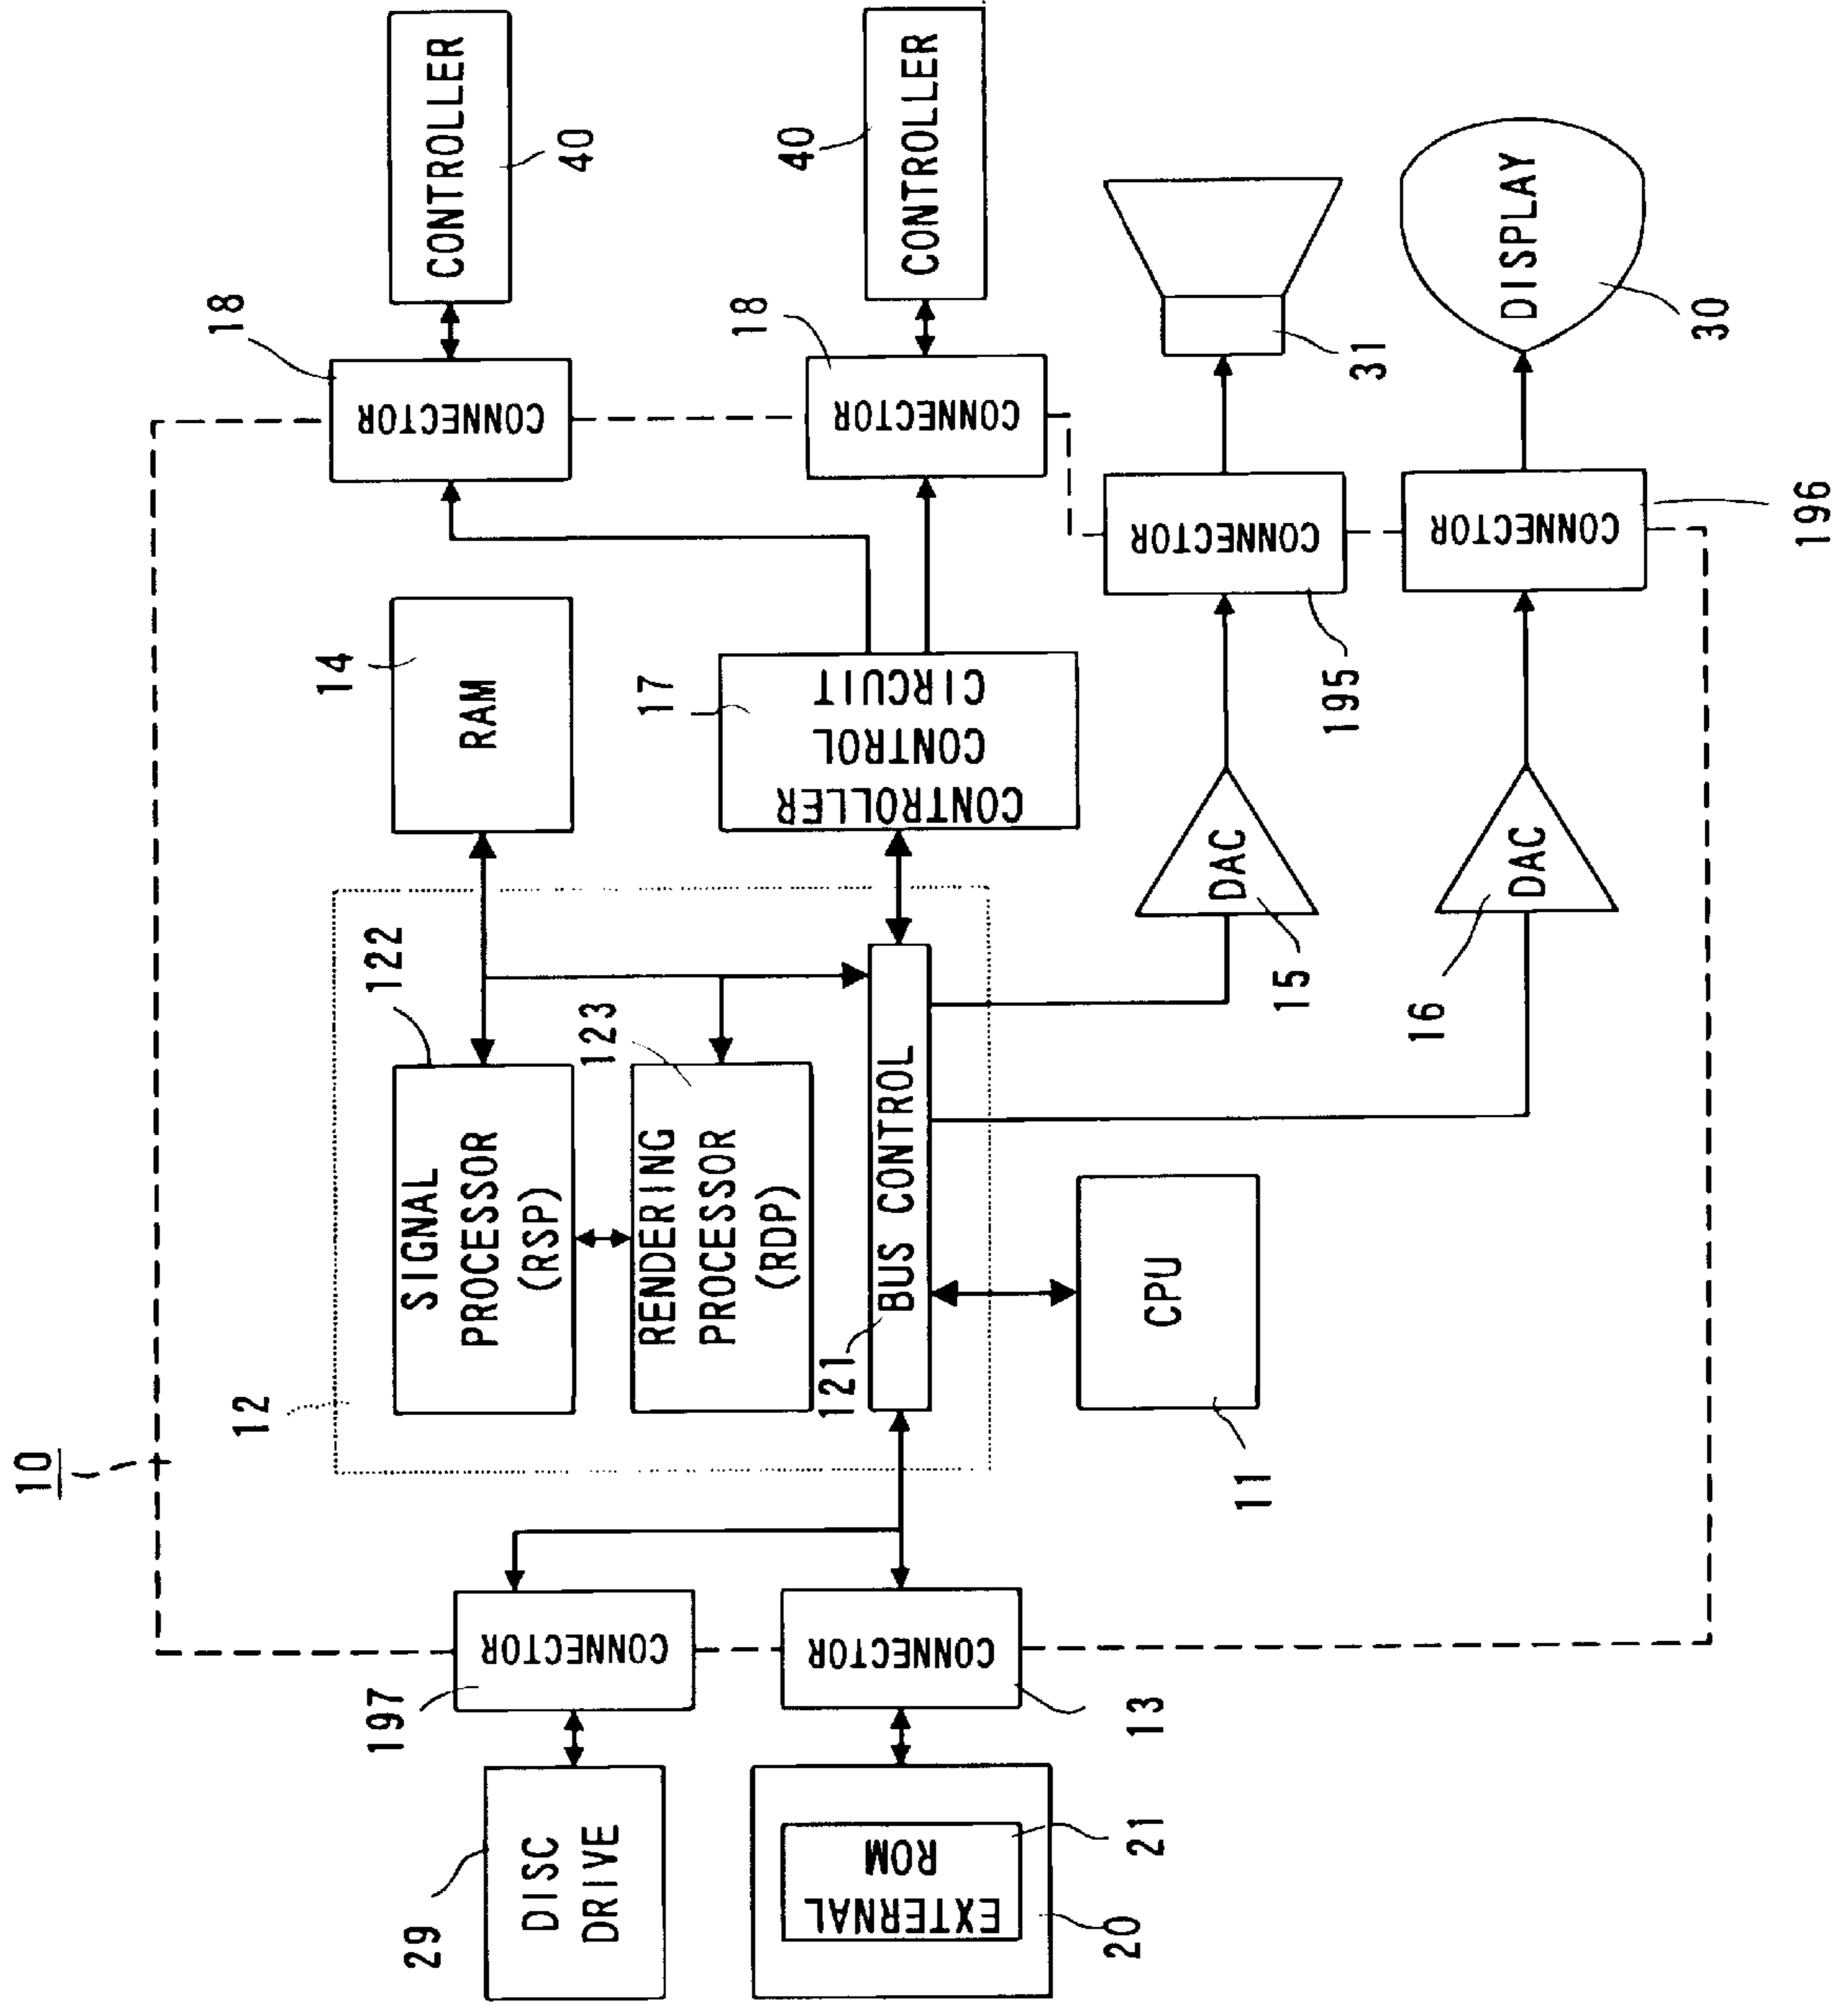 10
12
SIGNAL
PROCESSOR
(RSP)
122
RENDERING
PROCESSOR
(RDP)
123
121
BUS CONTROL
RAM
14
CONTROLLER
CONTROL
CIRCUIT
17
CONNECTOR
18
CONTROLLER
40
CONNECTOR
18
CONTROLLER
40
DISC
DRIVE
29
CONNECTOR
197
EXTERNAL
ROM
21
20
CONNECTOR
13
CPU
11
DAC
15
CONNECTOR
195
31
DAC
16
CONNECTOR
196
DISPLAY
30